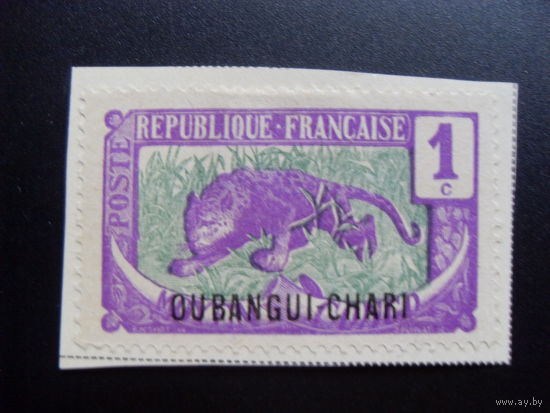 REPUBLIQUE·FRANCAISE
POSTE
1
C
OUBANGUI-CHARI
www.ay.by